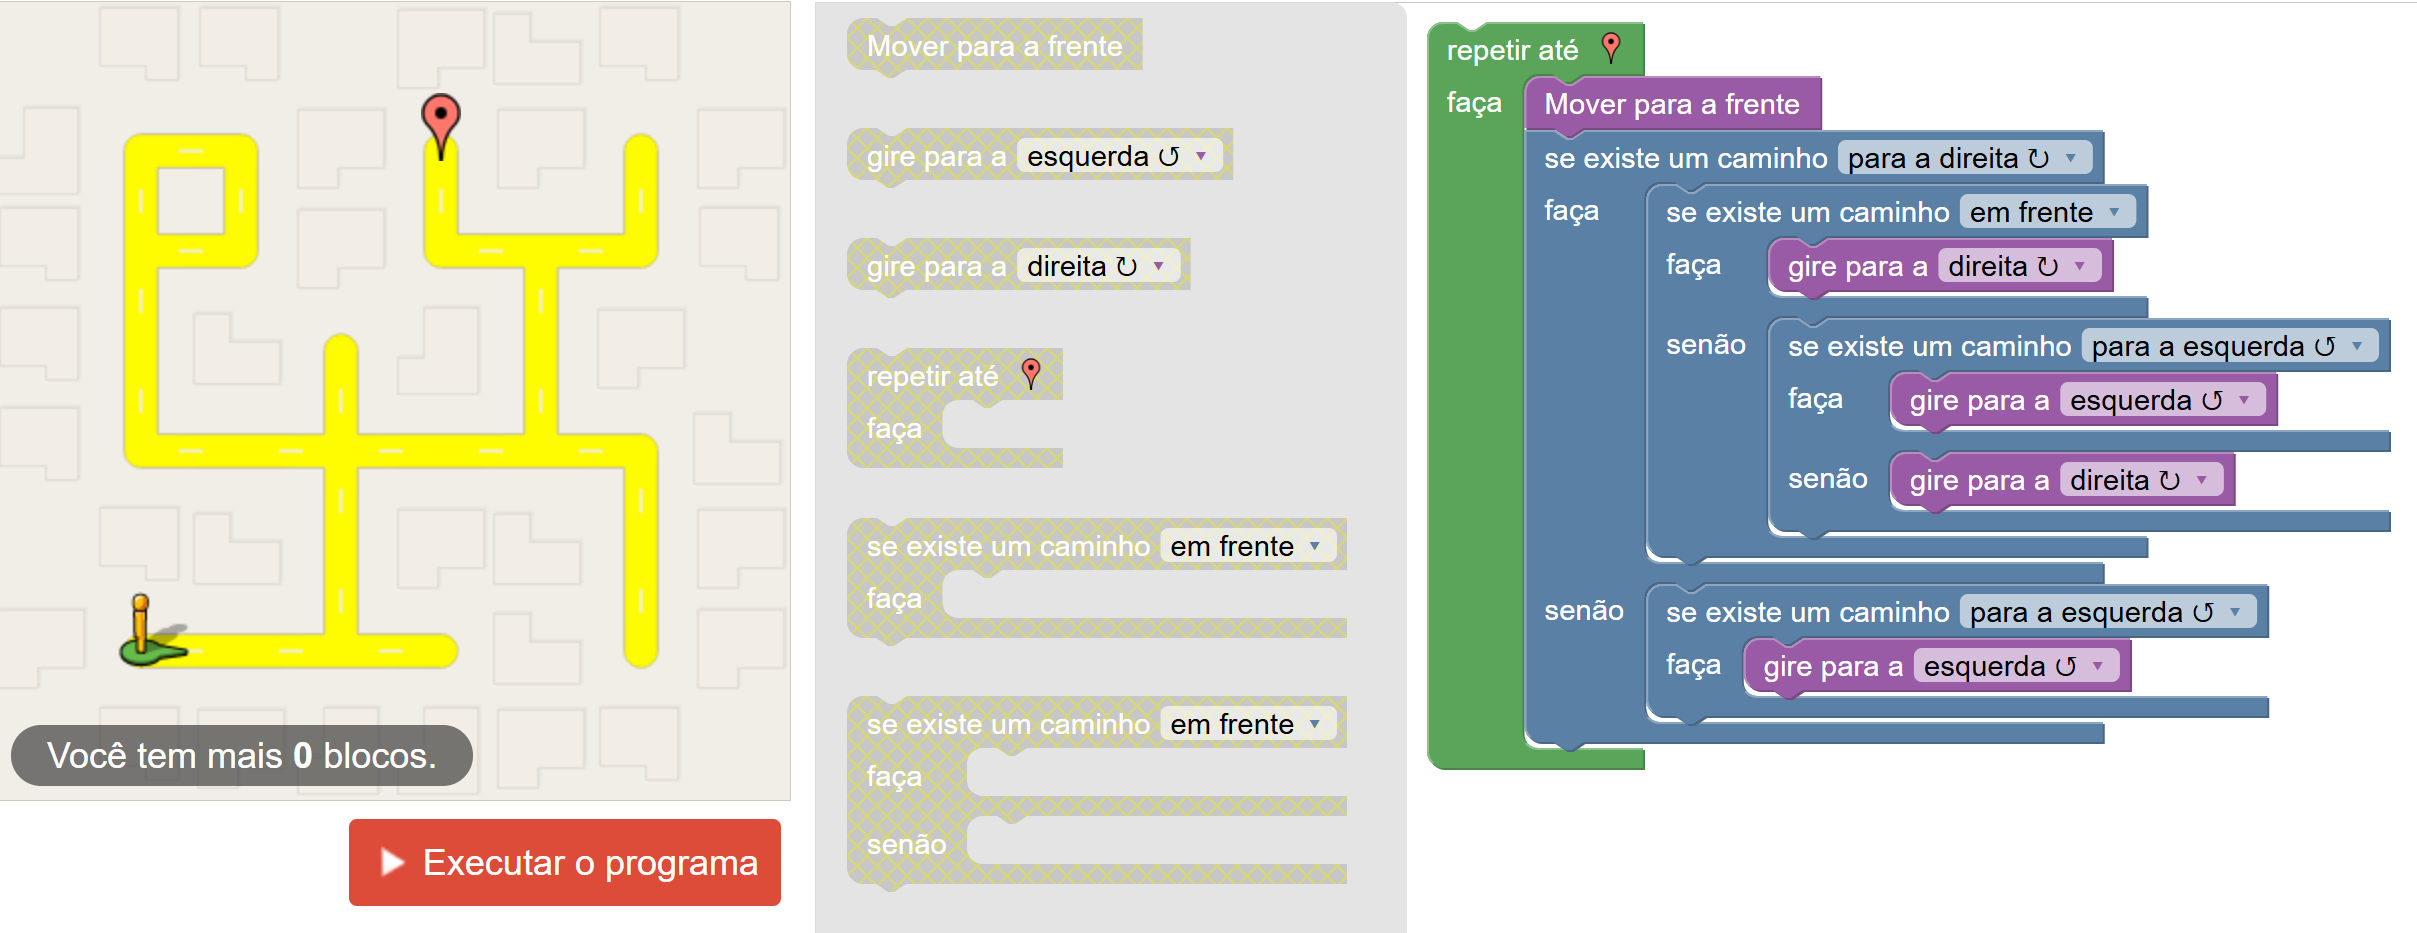 Você tem mais 0 blocos.
Executar o programa
Mover para a frente
gire para a esquerda ↺ ▾
gire para a direita ↻ ▾
repetir até
faça
se existe um caminho em frente ▾
faça
se existe um caminho em frente ▾
faça
senão
repetir até
faça
Mover para a frente
se existe um caminho para a direita ↻ ▾
faça
se existe um caminho em frente ▾
faça
gire para a direita ↻ ▾
senão
se existe um caminho para a esquerda ↺ ▾
faça
gire para a esquerda ↺ ▾
senão
gire para a direita ↻ ▾
senão
se existe um caminho para a esquerda ↺ ▾
faça
gire para a esquerda ↺ ▾